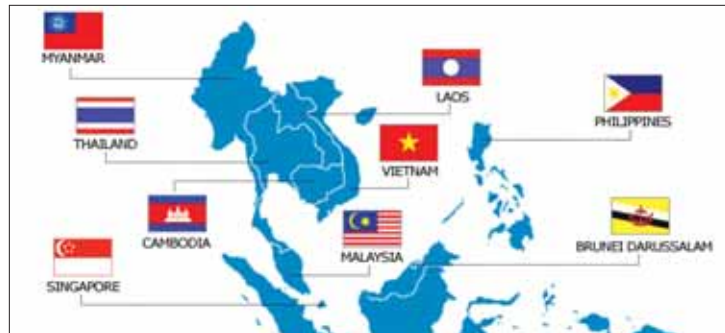 MYANMAR
LAOS
PHILIPPINES
THAILAND
VIETNAM
CAMBODIA
MALAYSIA
BRUNEI DARUSSALAM
SINGAPORE